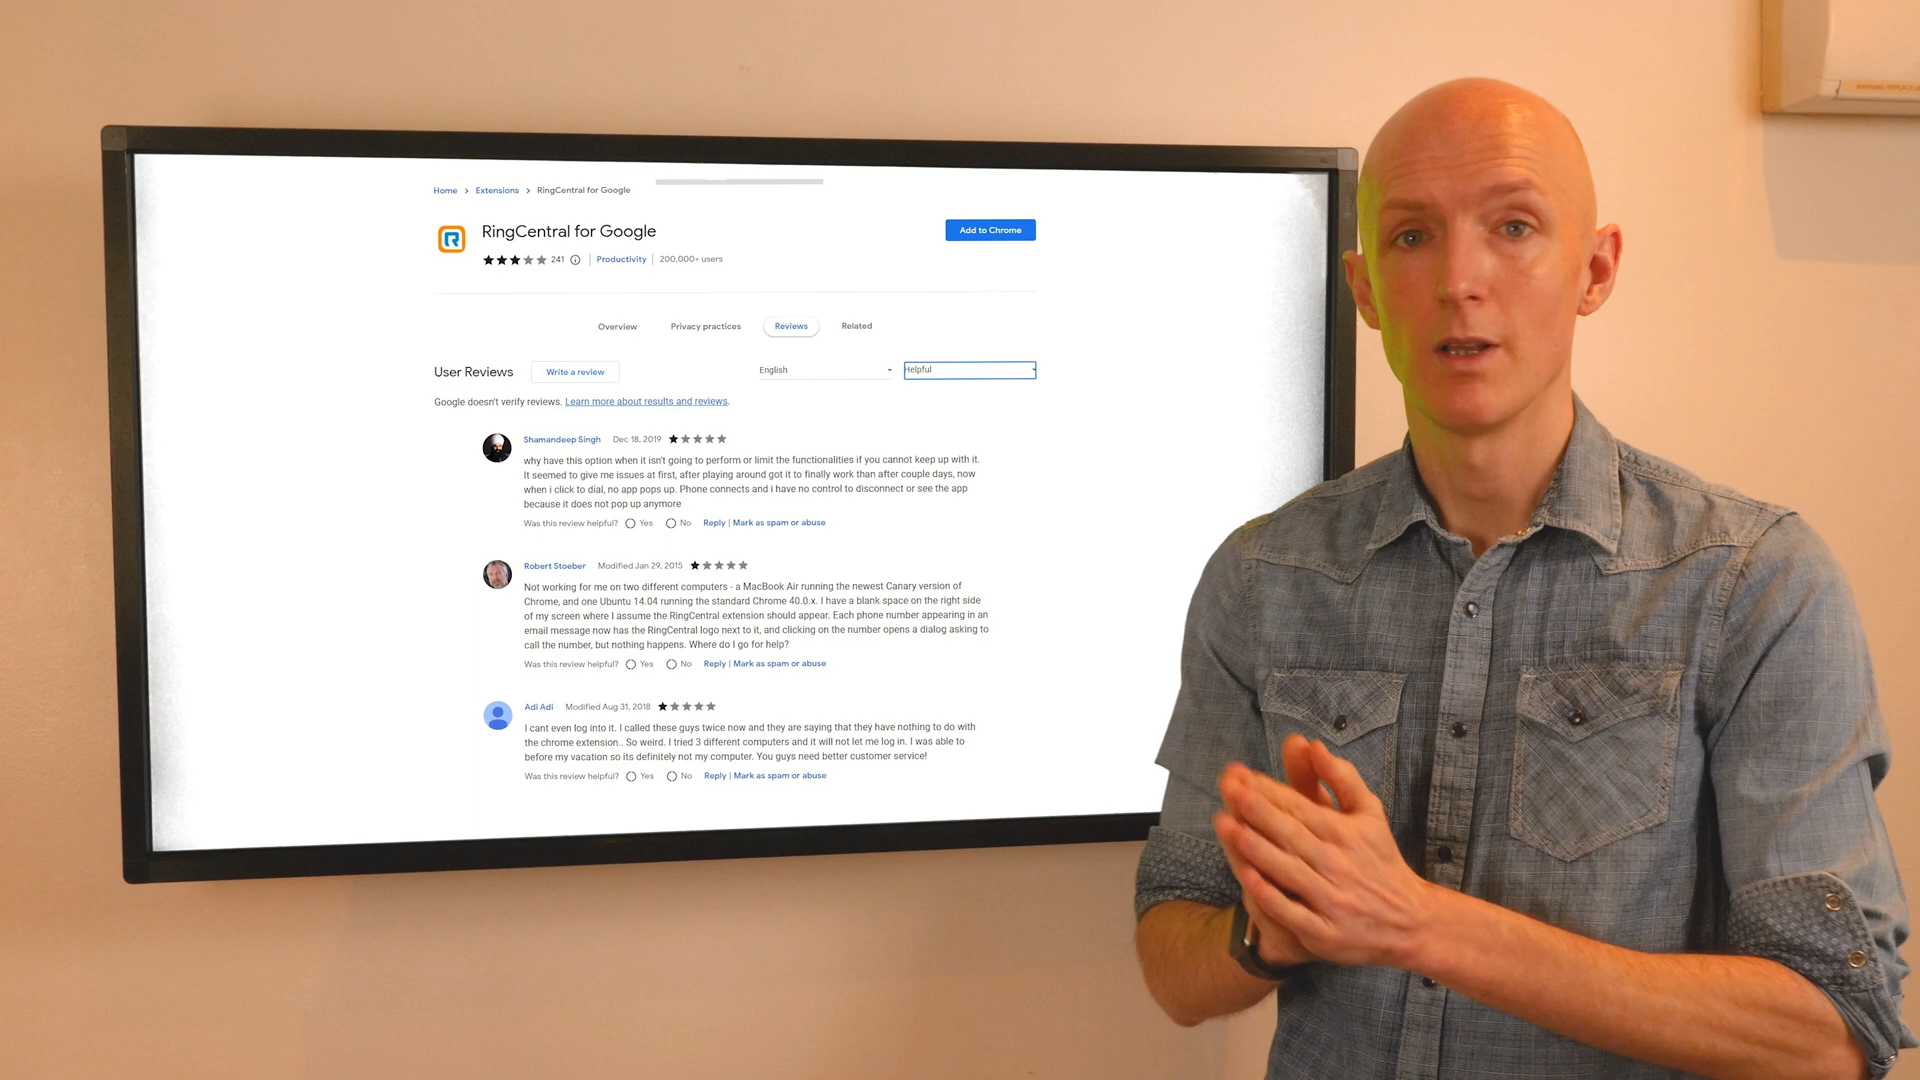 Home > Extensions > RingCentral for Google
RingCentral for Google
Add to Chrome
241 | Productivity | 200,000+ users
Overview Privacy practices Reviews Related
User Reviews Write a review English Helpful
Google doesn't verify reviews. Learn more about results and reviews.
Shamandeep Singh Dec 18, 2019
why have this option when it isn't going to perform or limit the functionalities if you cannot keep up with it.
It seemed to give me issues at first, after playing around got it to finally work than after couple days, now
when i click to dial, no app pops up. Phone connects and i have no control to disconnect or see the app
because it does not pop up anymore
Was this review helpful? Yes No Reply | Mark as spam or abuse
Robert Stoeber Modified Jan 29, 2015
Not working for me on two different computers - a MacBook Air running the newest Canary version of
Chrome, and one Ubuntu 14.04 running the standard Chrome 40.0.x. I have a blank space on the right side
of my screen where I assume the RingCentral extension should appear. Each phone number appearing in an
email message now has the RingCentral logo next to it, and clicking on the number opens a dialog asking to
call the number, but nothing happens. Where do I go for help?
Was this review helpful? Yes No Reply | Mark as spam or abuse
Adi Adi Modified Aug 31, 2018
I cant even log into it. I called these guys twice now and they are saying that they have nothing to do with
the chrome extension.. So weird. I tried 3 different computers and it will not let me log in. I was able to
before my vacation so its definitely not my computer. You guys need better customer service!
Was this review helpful? Yes No Reply | Mark as spam or abuse